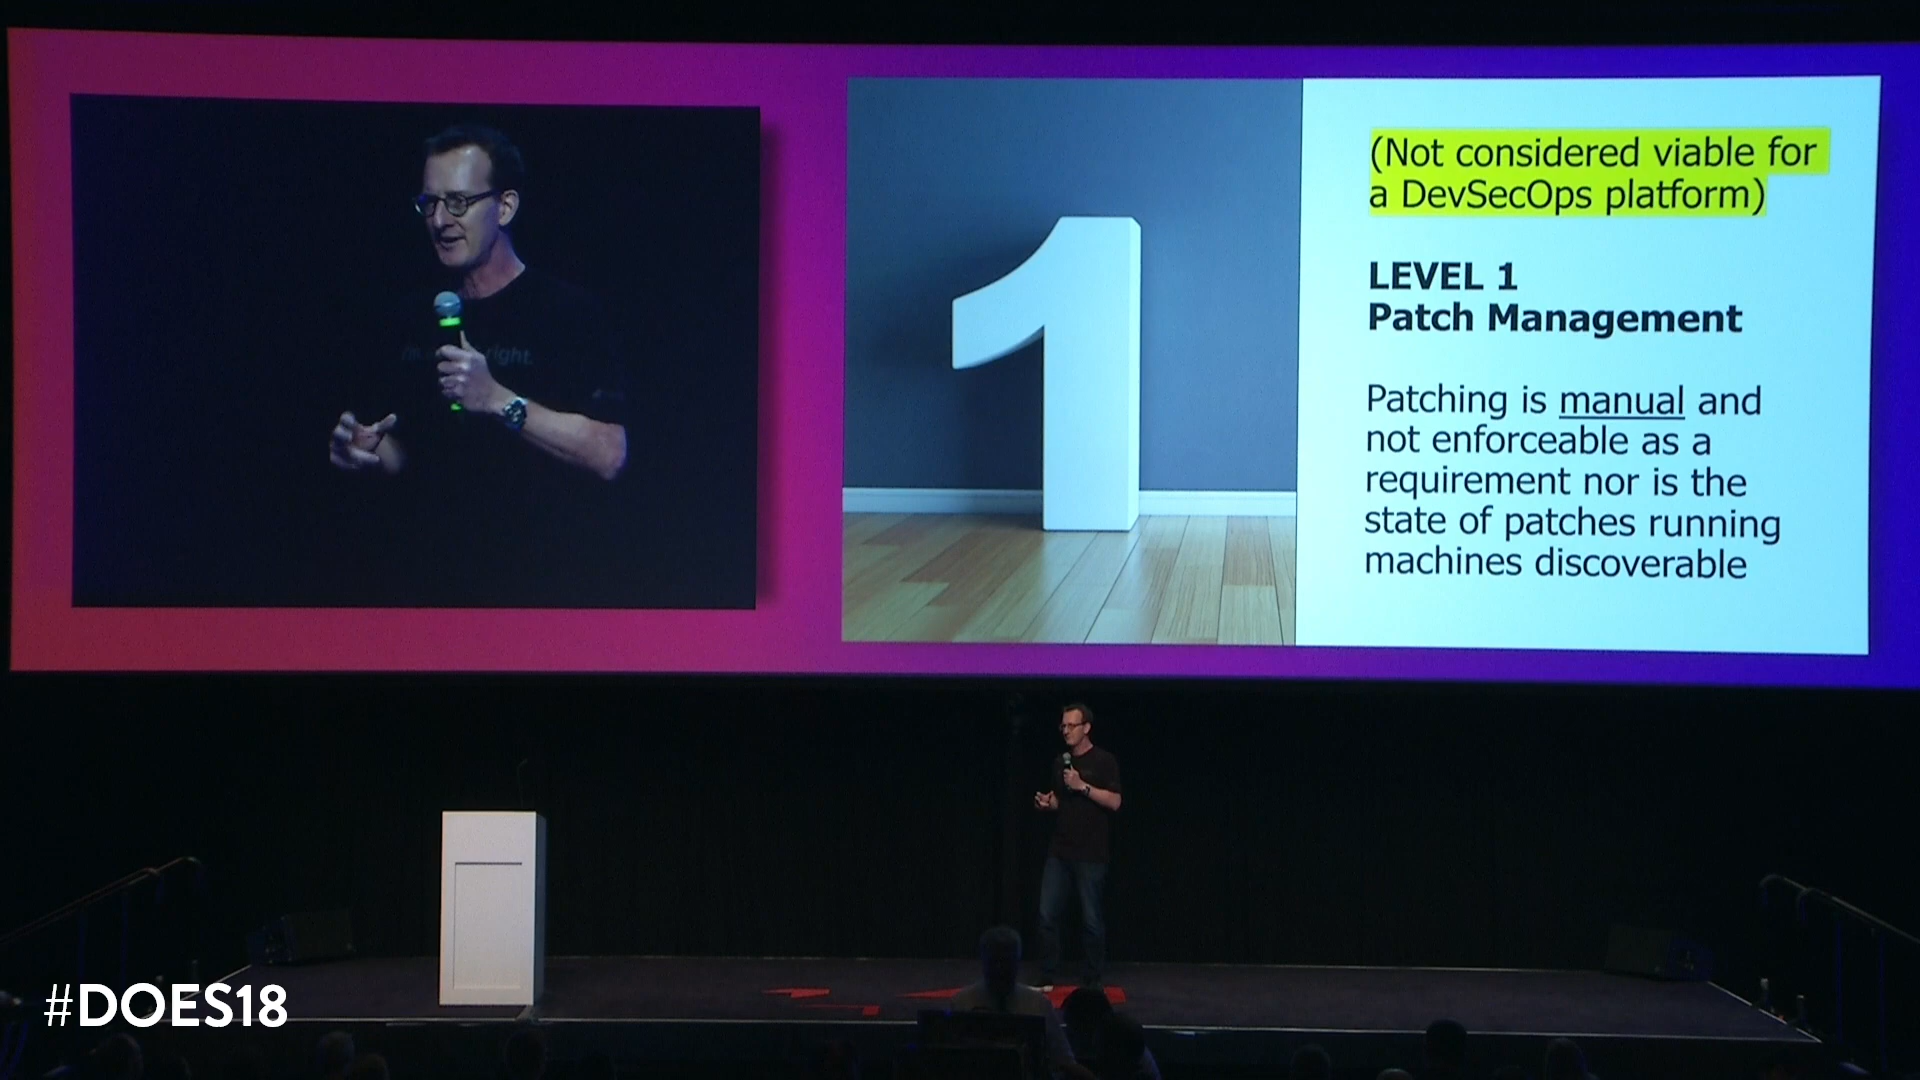 (Not considered viable for
a DevSecOps platform)
LEVEL 1
Patch Management
Patching is manual and
not enforceable as a
requirement nor is the
state of patches running
machines discoverable
1
right.
#DOES18